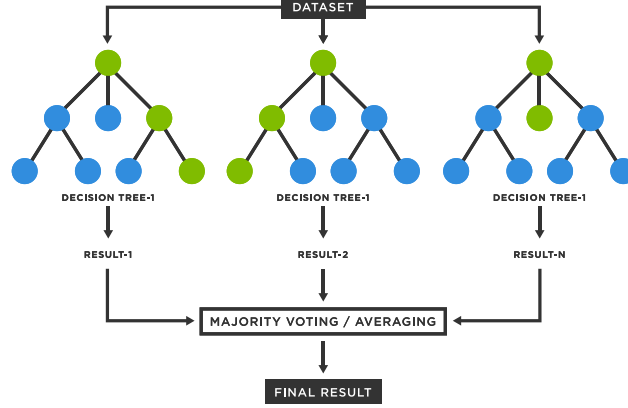 DATASET
DECISION TREE-1
DECISION TREE-1
DECISION TREE-1
RESULT-1
RESULT-2
RESULT-N
MAJORITY VOTING / AVERAGING
FINAL RESULT